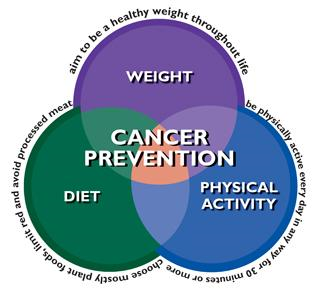 aim to be a healthy weight throughout life
WEIGHT
CANCER
PREVENTION
DIET
PHYSICAL
ACTIVITY
be physically active every day in any way for 30 minutes or more
choose mostly plant foods, limit red and avoid processed meat